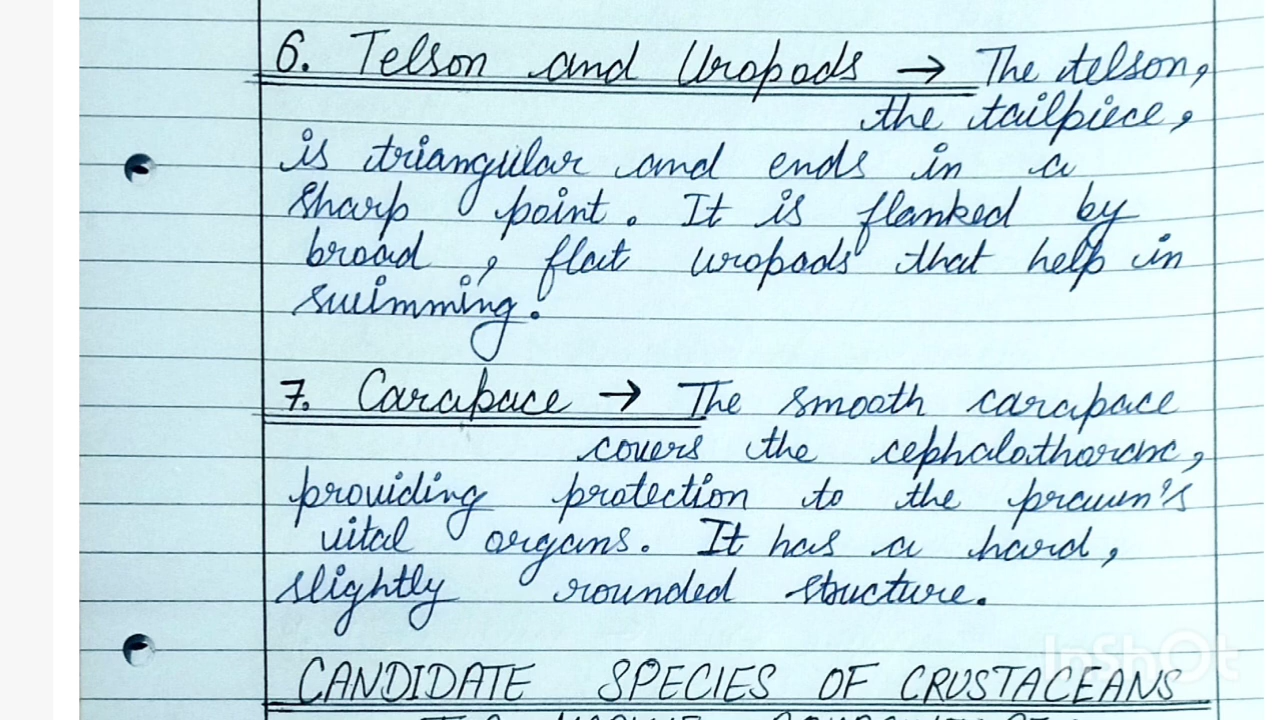 6. Telson and Uropods → The telson,
the tailpiece,
is triangular and ends in a
sharp point. It is flanked by
broad, flat uropods that help in
swimming.
7. Carapace → The smooth carapace
covers the cephalothorax,
providing protection to the prawn's
vital organs. It has a hard,
slightly rounded structure.
CANDIDATE SPECIES OF CRUSTACEANS
InShOt